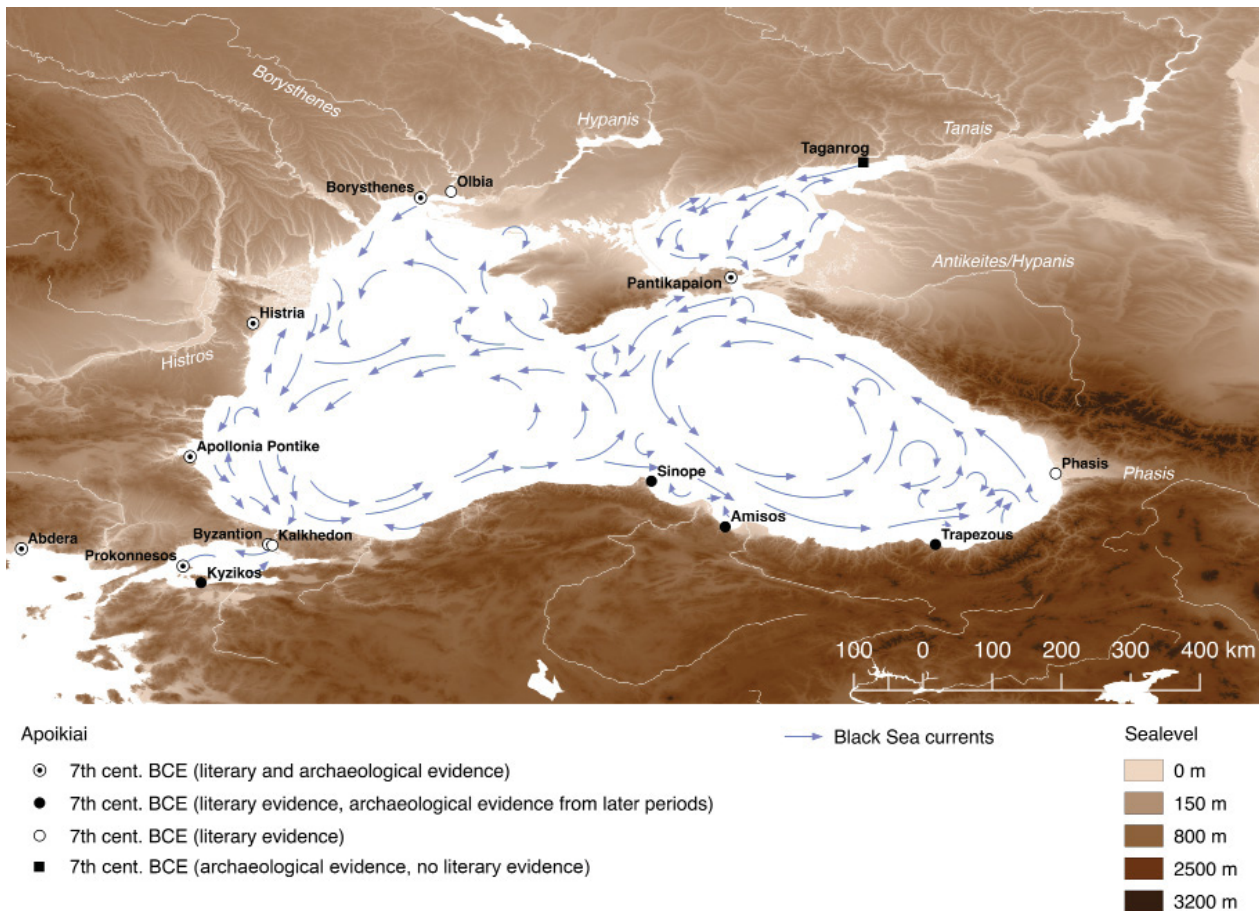 Borysthenes
Hypanis
Tanais
Taganrog
Borysthenes
Olbia
Antikeites/Hypanis
Pantikapaion
Histria
Histros
Apollonia Pontike
Phasis
Phasis
Sinope
Amisos
Trapezous
Byzantion
Kalkhedon
Abdera
Prokonnesos
Kyzikos
100 0 100 200 300 400 km
Apoikiai
7th cent. BCE (literary and archaeological evidence)
7th cent. BCE (literary evidence, archaeological evidence from later periods)
7th cent. BCE (literary evidence)
7th cent. BCE (archaeological evidence, no literary evidence)
Black Sea currents
Sealevel
0 m
150 m
800 m
2500 m
3200 m